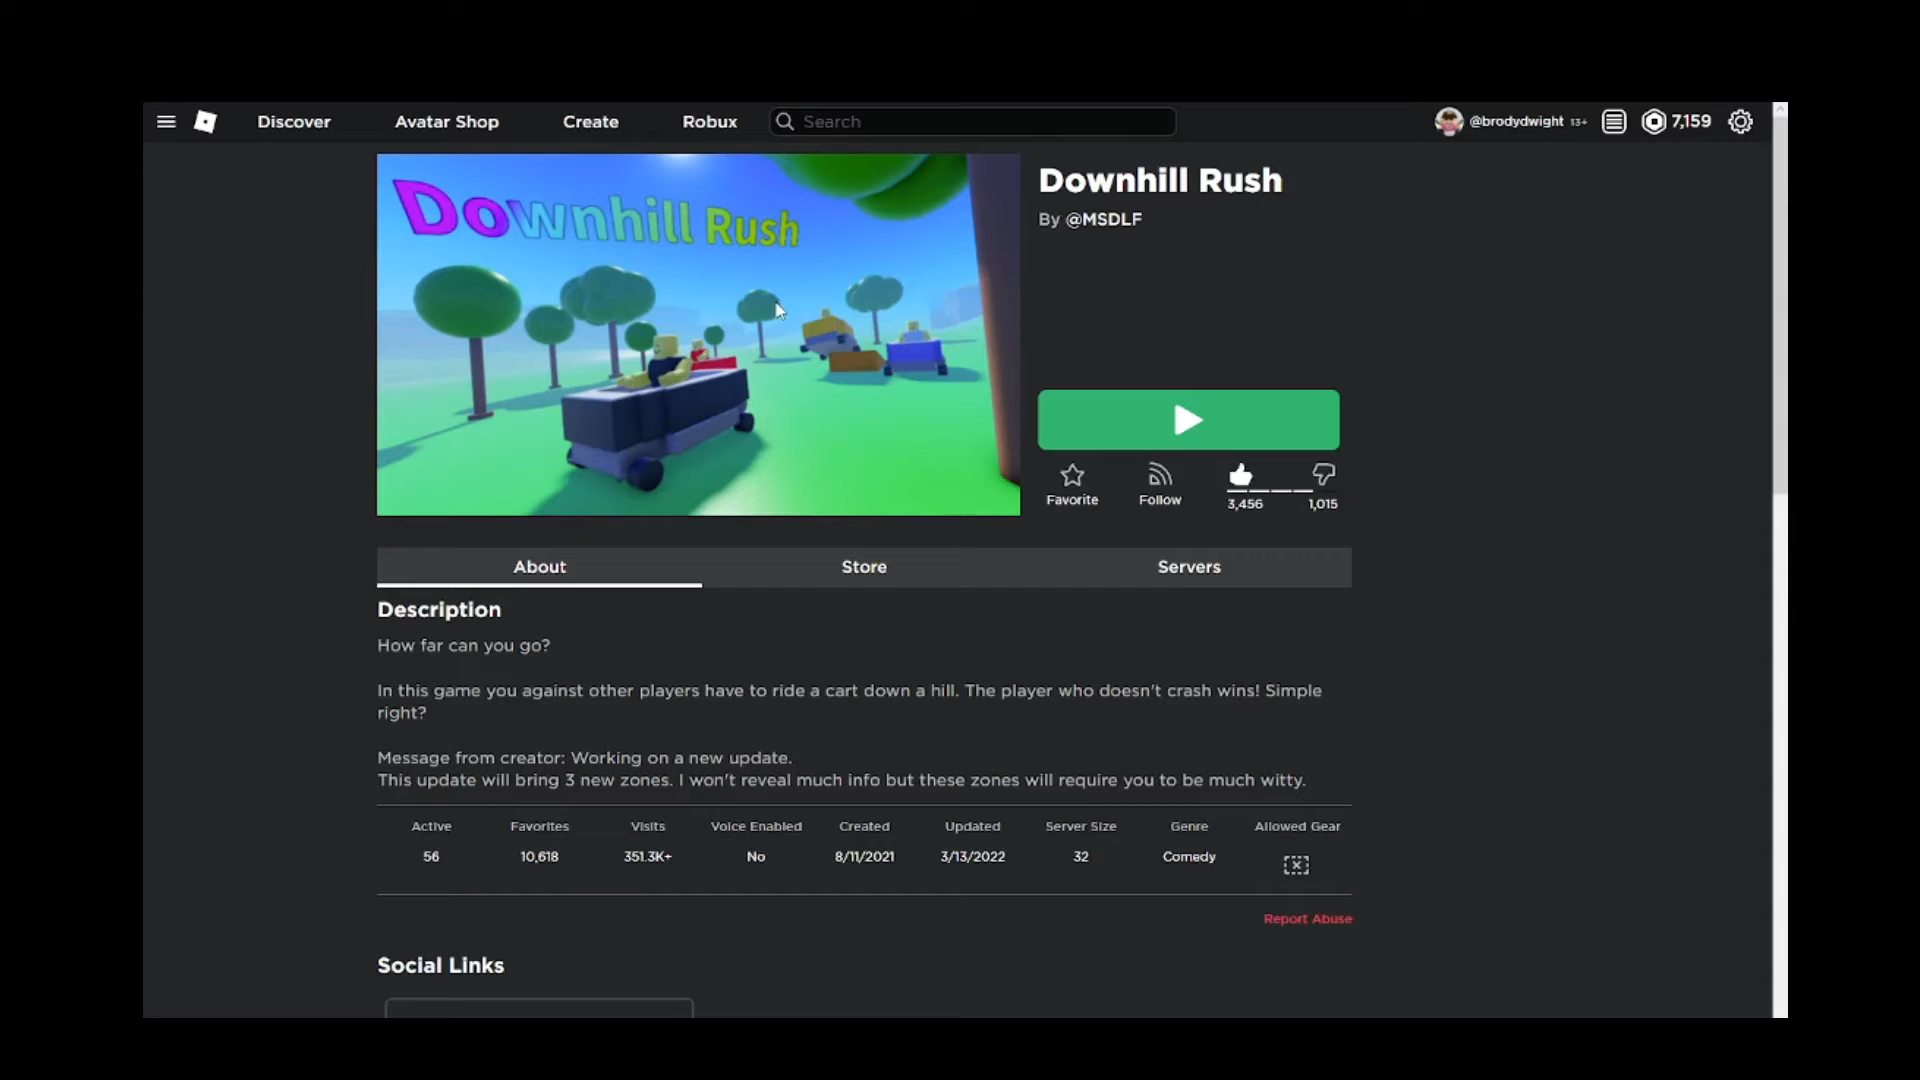 Discover Avatar Shop Create Robux Search @brodydwight 13+ 7,159
Downhill Rush
Downhill Rush
By @MSDLF
Favorite Follow 3,456 1,015
About Store Servers
Description
How far can you go?
In this game you against other players have to ride a cart down a hill. The player who doesn't crash wins! Simple
right?
Message from creator: Working on a new update.
This update will bring 3 new zones. I won't reveal much info but these zones will require you to be much witty.
Active Favorites Visits Voice Enabled Created Updated Server Size Genre Allowed Gear
56 10,618 351.3K+ No 8/11/2021 3/13/2022 32 Comedy
Report Abuse
Social Links